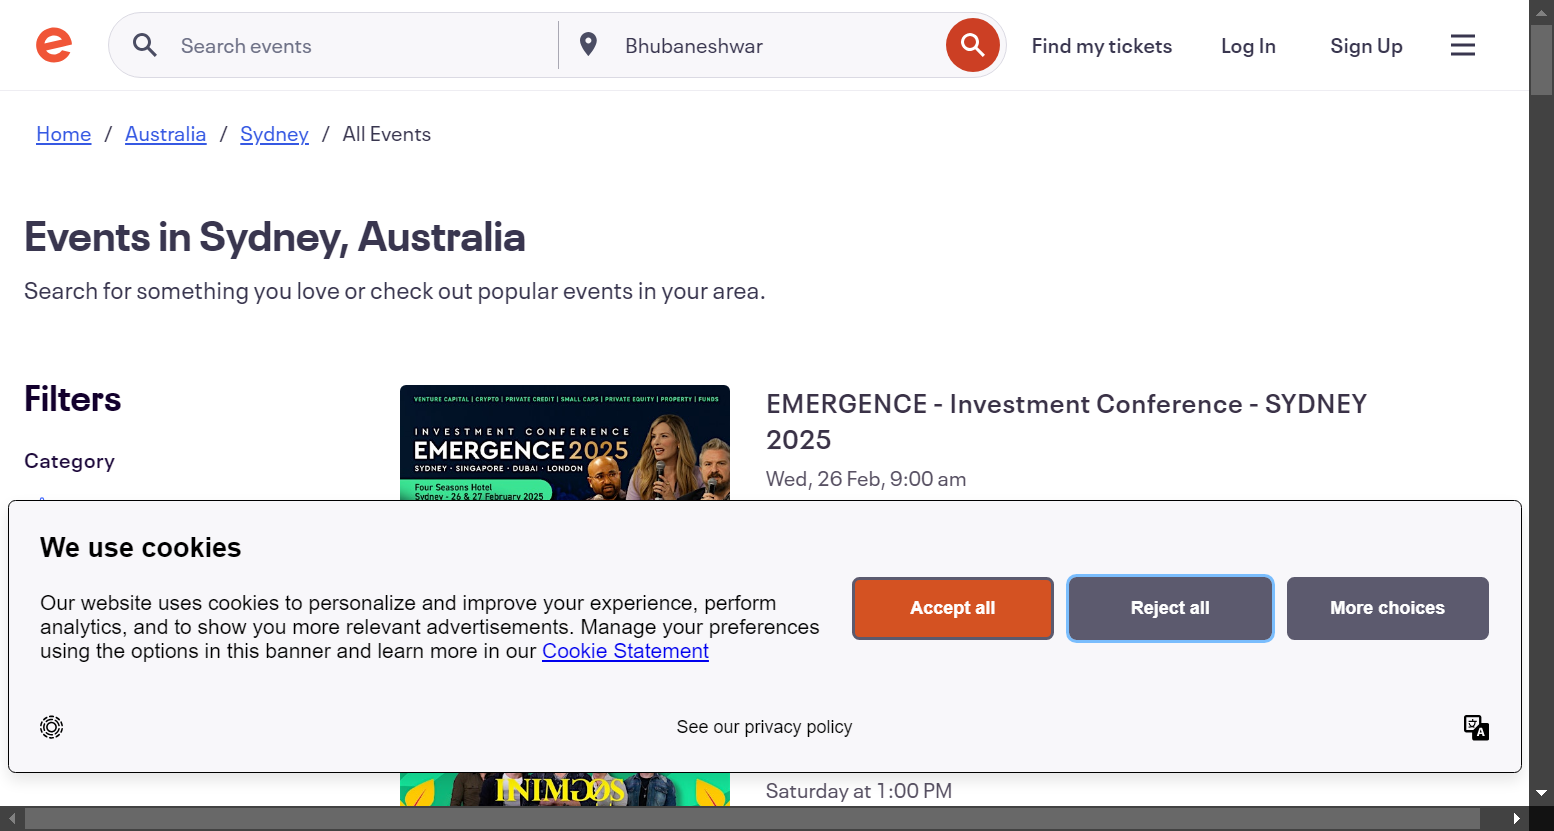 Search events
Bhubaneshwar
Find my tickets
Log In
Sign Up
Home / Australia / Sydney / All Events
Events in Sydney, Australia
Search for something you love or check out popular events in your area.
Filters
Category
VENTURE CAPITAL | CRYPTO | PRIVATE CREDIT | SMALL CAPS | PRIVATE EQUITY | PROPERTY | FUNDS
INVESTMENT CONFERENCE
EMERGENCE 2025
SYDNEY · SINGAPORE · DUBAI · LONDON
Four Seasons Hotel
Sydney - 26 & 27 February 2025
EMERGENCE - Investment Conference - SYDNEY
2025
Wed, 26 Feb, 9:00 am
We use cookies
Our website uses cookies to personalize and improve your experience, perform
analytics, and to show you more relevant advertisements. Manage your preferences
using the options in this banner and learn more in our Cookie Statement
Accept all
Reject all
More choices
See our privacy policy
Saturday at 1:00 PM